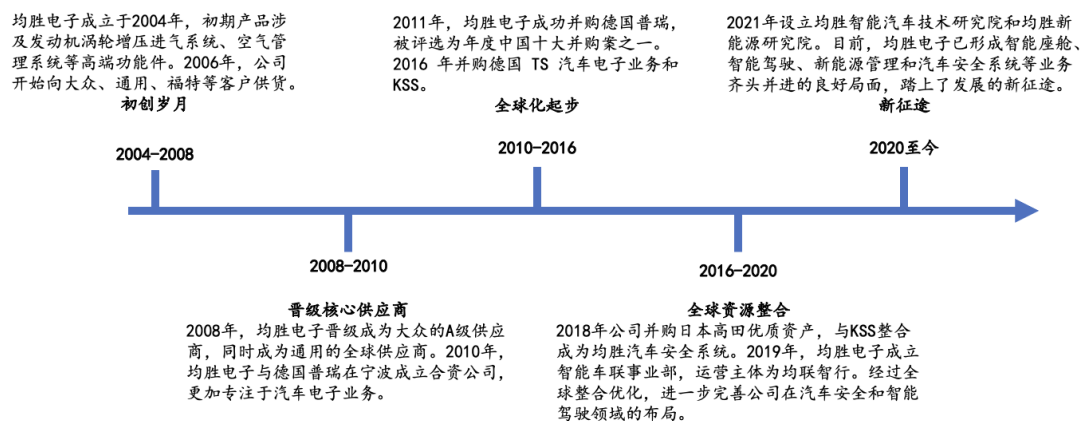 均胜电子成立于2004年，初期产品涉
及发动机涡轮增压进气系统、空气管
理系统等高端功能件。2006年，公司
开始向大众、通用、福特等客户供货。
初创岁月
2004-2008
2011年，均胜电子成功并购德国普瑞，
被评选为年度中国十大并购案之一。
2016 年并购德国 TS 汽车电子业务和
KSS。
全球化起步
2010-2016
2021年设立均胜智能汽车技术研究院和均胜新
能源研究院。目前，均胜电子已形成智能座舱、
智能驾驶、新能源管理和汽车安全系统等业务
齐头并进的良好局面，踏上了发展的新征途。
新征途
2020至今
2008-2010
晋级核心供应商
2008年，均胜电子晋级成为大众的A级供应
商，同时成为通用的全球供应商。2010年，
均胜电子与德国普瑞在宁波成立合资公司，
更加专注于汽车电子业务。
2016-2020
全球资源整合
2018年公司并购日本高田优质资产，与KSS整合
成为均胜汽车安全系统。2019年，均胜电子成立
智能车联事业部，运营主体为均联智行。经过全
球整合优化，进一步完善公司在汽车安全和智能
驾驶领域的布局。